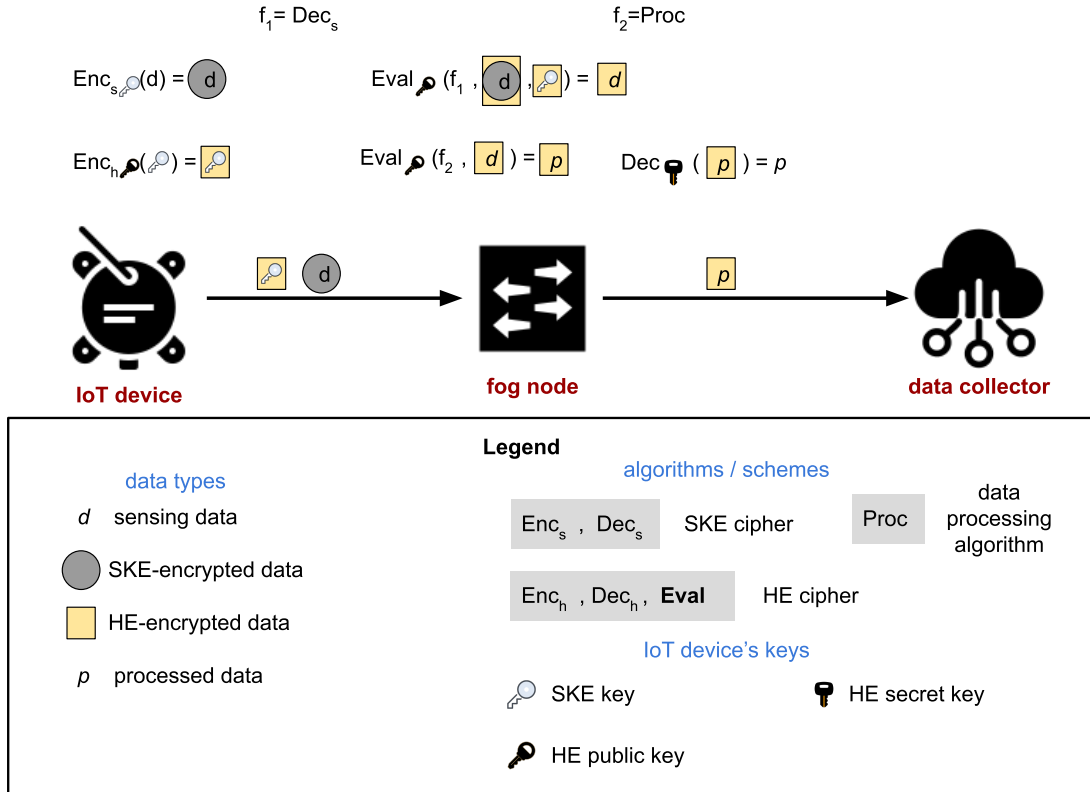 f1= Decs
f2=Proc
Encs(d) = d
Eval (f1 , d , ) = d
Ench( ) =
Eval (f2 , d ) = p
Dec ( p ) = p
d
p
IoT device
fog node
data collector
Legend
data types
d sensing data
SKE-encrypted data
HE-encrypted data
p processed data
algorithms / schemes
Encs , Decs SKE cipher
Proc
data
processing
algorithm
Ench , Dech, Eval HE cipher
IoT device's keys
SKE key
HE secret key
HE public key